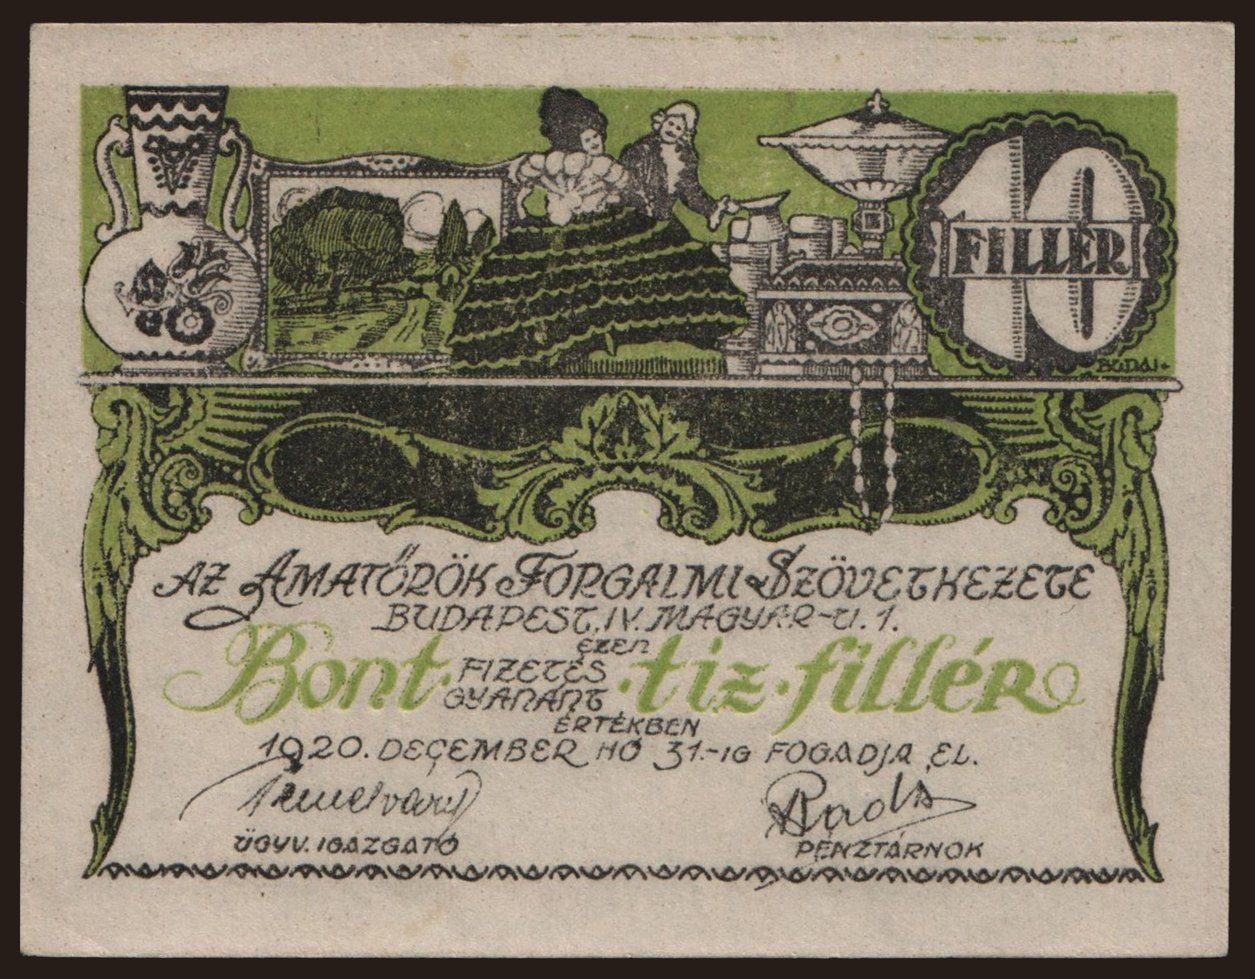 10
FILLÉR
BUDAI
AZ AMATŐRÖK FORGALMI SZÖVETKEZETE
BUDAPEST, IV. MAGYAR-U. 1.
EZEN
Bont FIZETÉS · tiz · fillér
GYANÁNT
ÉRTÉKBEN
1920. DECEMBER HÓ 31.-IG FOGADJA EL.
ÜGYV. IGAZGATÓ PÉNZTÁRNOK